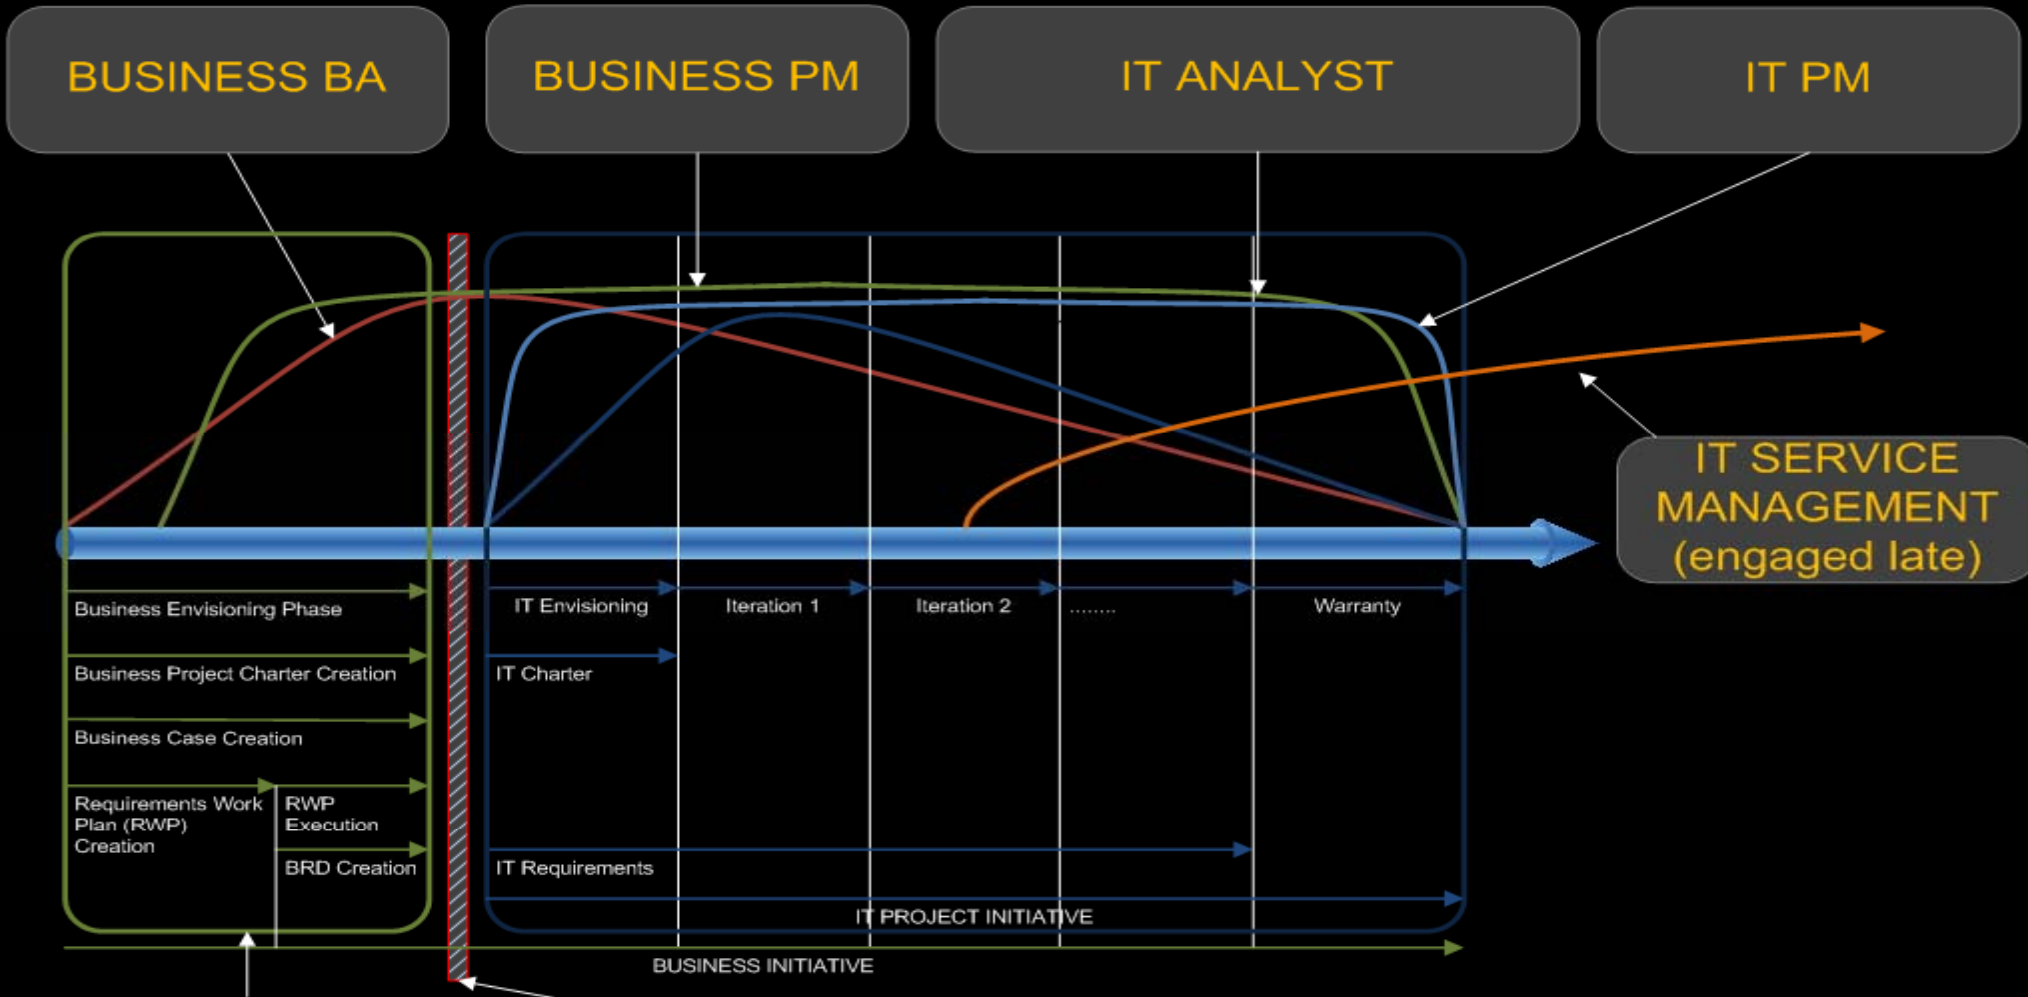 BUSINESS BA
BUSINESS PM
IT ANALYST
IT PM
IT SERVICE
MANAGEMENT
(engaged late)
Business Envisioning Phase
IT Envisioning
Iteration 1
Iteration 2
........
Warranty
Business Project Charter Creation
IT Charter
Business Case Creation
Requirements Work
Plan (RWP)
Creation
RWP
Execution
BRD Creation
IT Requirements
IT PROJECT INITIATIVE
BUSINESS INITIATIVE